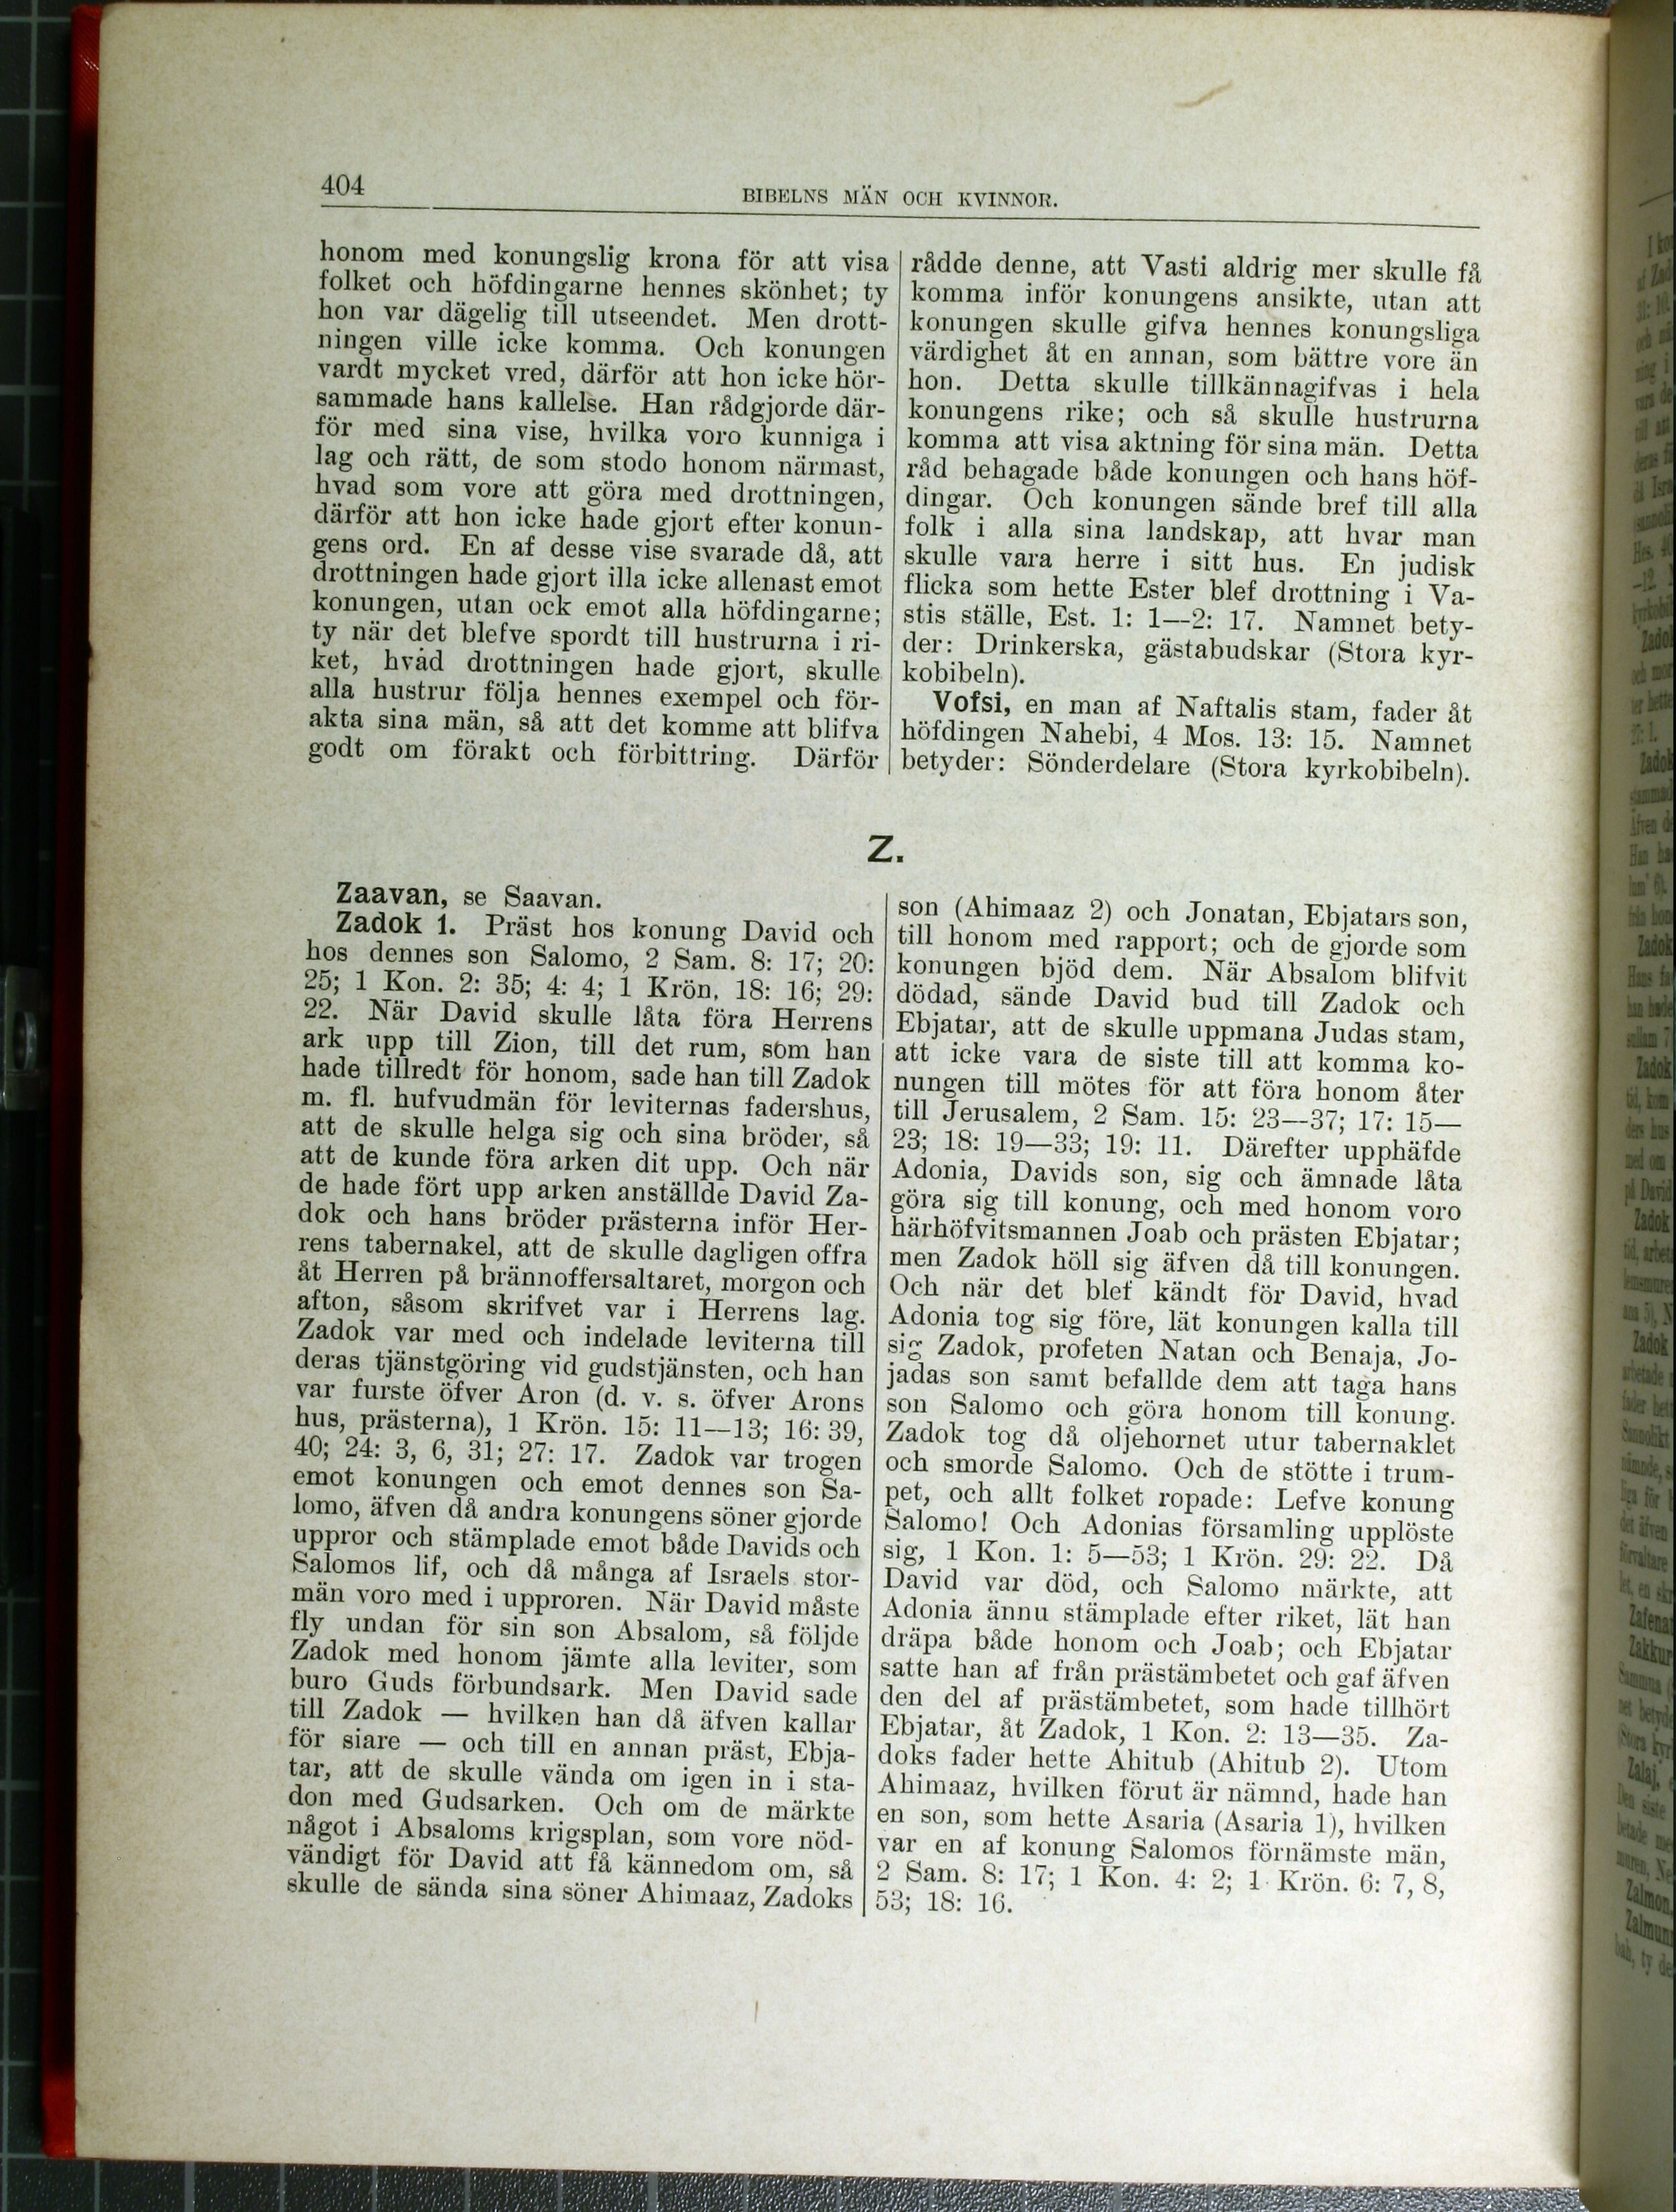 404
BIBELNS MÄN OCH KVINNOR.
honom med konungslig krona för att visa
folket och höfdingarne hennes skönhet; ty
hon var dägelig till utseendet. Men drott-
ningen ville icke komma. Och konungen
vardt mycket vred, därför att hon icke hör-
sammade hans kallelse. Han rådgjorde där-
för med sina vise, hvilka voro kunniga i
lag och rätt, de som stodo honom närmast,
hvad som vore att göra med drottningen,
därför att hon icke hade gjort efter konun-
gens ord. En af desse vise svarade då, att
drottningen hade gjort illa icke allenast emot
konungen, utan ock emot alla höfdingarne;
ty när det blefve spordt till hustrurna i ri-
ket, hvad drottningen hade gjort, skulle
alla hustrur följa hennes exempel och för-
akta sina män, så att det komme att blifva
godt om förakt och förbittring. Därför
rådde denne, att Vasti aldrig mer skulle få
komma inför konungens ansikte, utan att
konungen skulle gifva hennes konungsliga
värdighet åt en annan, som bättre vore än
hon. Detta skulle tillkännagifvas i hela
konungens rike; och så skulle hustrurna
komma att visa aktning för sina män. Detta
råd behagade både konungen och hans höf-
dingar. Och konungen sände bref till alla
folk i alla sina landskap, att hvar man
skulle vara herre i sitt hus. En judisk
flicka som hette Ester blef drottning i Va-
stis ställe, Est. 1: 1—2: 17. Namnet bety-
der: Drinkerska, gästabudskar (Stora kyr-
kobibeln).
Vofsi, en man af Naftalis stam, fader åt
höfdingen Nahebi, 4 Mos. 13: 15. Namnet
betyder: Sönderdelare (Stora kyrkobibeln).
Z.
Zaavan, se Saavan.
Zadok 1. Präst hos konung David och
hos dennes son Salomo, 2 Sam. 8: 17; 20:
25; 1 Kon. 2: 35; 4: 4; 1 Krön. 18: 16; 29:
22. När David skulle låta föra Herrens
ark upp till Zion, till det rum, som han
hade tillredt för honom, sade han till Zadok
m. fl. hufvudmän för leviternas fadershus,
att de skulle helga sig och sina bröder, så
att de kunde föra arken dit upp. Och när
de hade fört upp arken anställde David Za-
dok och hans bröder prästerna inför Her-
rens tabernakel, att de skulle dagligen offra
åt Herren på brännoffersaltaret, morgon och
afton, såsom skrifvet var i Herrens lag.
Zadok var med och indelade leviterna till
deras tjänstgöring vid gudstjänsten, och han
var furste öfver Aron (d. v. s. öfver Arons
hus, prästerna), 1 Krön. 15: 11—13; 16: 39,
40; 24: 3, 6, 31; 27: 17. Zadok var trogen
emot konungen och emot dennes son Sa-
lomo, äfven då andra konungens söner gjorde
uppror och stämplade emot både Davids och
Salomos lif, och då många af Israels stor-
män voro med i upproren. När David måste
fly undan för sin son Absalom, så följde
Zadok med honom jämte alla leviter, som
buro Guds förbundsark. Men David sade
till Zadok — hvilken han då äfven kallar
för siare — och till en annan präst, Ebja-
tar, att de skulle vända om igen in i sta-
don med Gudsarken. Och om de märkte
något i Absaloms krigsplan, som vore nöd-
vändigt för David att få kännedom om, så
skulle de sända sina söner Ahimaaz, Zadoks
son (Ahimaaz 2) och Jonatan, Ebjatars son,
till honom med rapport; och de gjorde som
konungen bjöd dem. När Absalom blifvit
dödad, sände David bud till Zadok och
Ebjatar, att de skulle uppmana Judas stam,
att icke vara de siste till att komma ko-
nungen till mötes för att föra honom åter
till Jerusalem, 2 Sam. 15: 23—37; 17: 15—
23; 18: 19—33; 19: 11. Därefter upphäfde
Adonia, Davids son, sig och ämnade låta
göra sig till konung, och med honom voro
härhöfvitsmannen Joab och prästen Ebjatar;
men Zadok höll sig äfven då till konungen.
Och när det blef kändt för David, hvad
Adonia tog sig före, lät konungen kalla till
sig Zadok, profeten Natan och Benaja, Jo-
jadas son samt befallde dem att taga hans
son Salomo och göra honom till konung.
Zadok tog då oljehornet utur tabernaklet
och smorde Salomo. Och de stötte i trum-
pet, och allt folket ropade: Lefve konung
Salomo! Och Adonias församling upplöste
sig, 1 Kon. 1: 5—53; 1 Krön. 29: 22. Då
David var död, och Salomo märkte, att
Adonia ännu stämplade efter riket, lät han
dräpa både honom och Joab; och Ebjatar
satte han af från prästämbetet och gaf äfven
den del af prästämbetet, som hade tillhört
Ebjatar, åt Zadok, 1 Kon. 2: 13—35. Za-
doks fader hette Ahitub (Ahitub 2). Utom
Ahimaaz, hvilken förut är nämnd, hade han
en son, som hette Asaria (Asaria 1), hvilken
var en af konung Salomos förnämste män,
2 Sam. 8: 17; 1 Kon. 4: 2; 1 Krön. 6: 7, 8,
53; 18: 16.